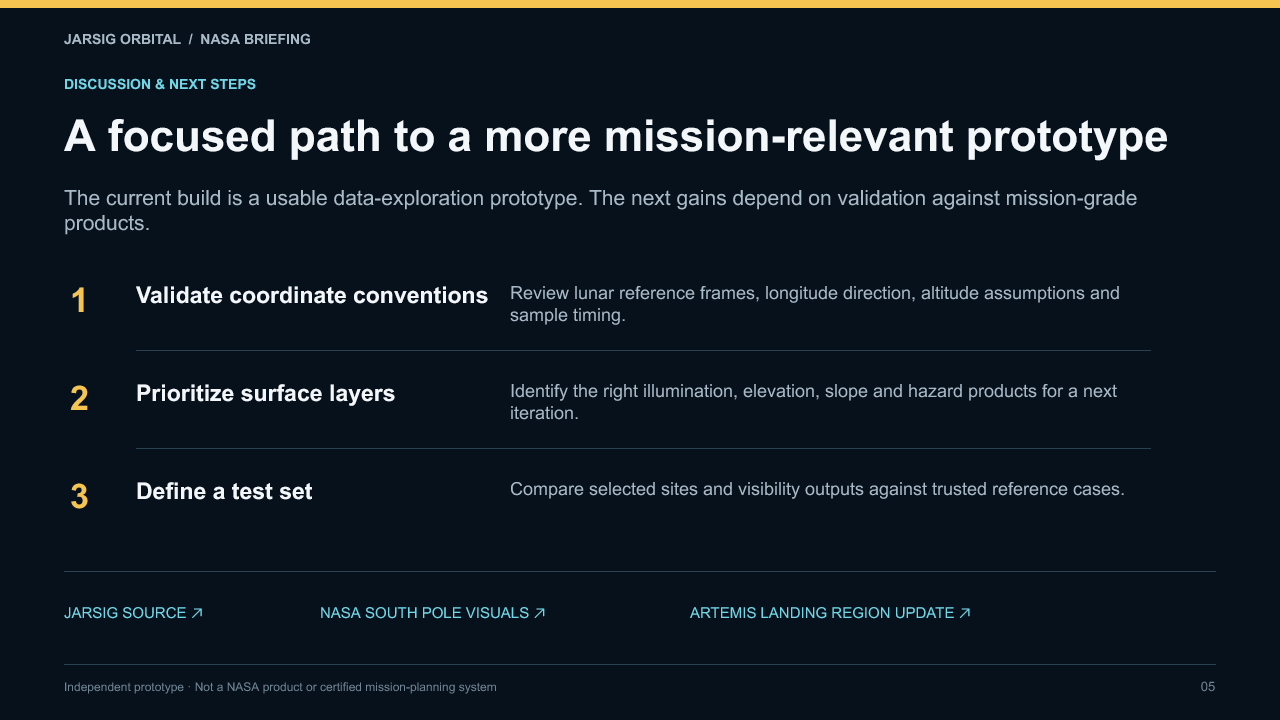 JARSIG ORBITAL / NASA BRIEFING
DISCUSSION & NEXT STEPS
A focused path to a more mission-relevant prototype
The current build is a usable data-exploration prototype. The next gains depend on validation against mission-grade
products.
1
Validate coordinate conventions
Review lunar reference frames, longitude direction, altitude assumptions and
sample timing.
2
Prioritize surface layers
Identify the right illumination, elevation, slope and hazard products for a next
iteration.
3
Define a test set
Compare selected sites and visibility outputs against trusted reference cases.
JARSIG SOURCE ↗
NASA SOUTH POLE VISUALS ↗
ARTEMIS LANDING REGION UPDATE ↗
Independent prototype · Not a NASA product or certified mission-planning system
05